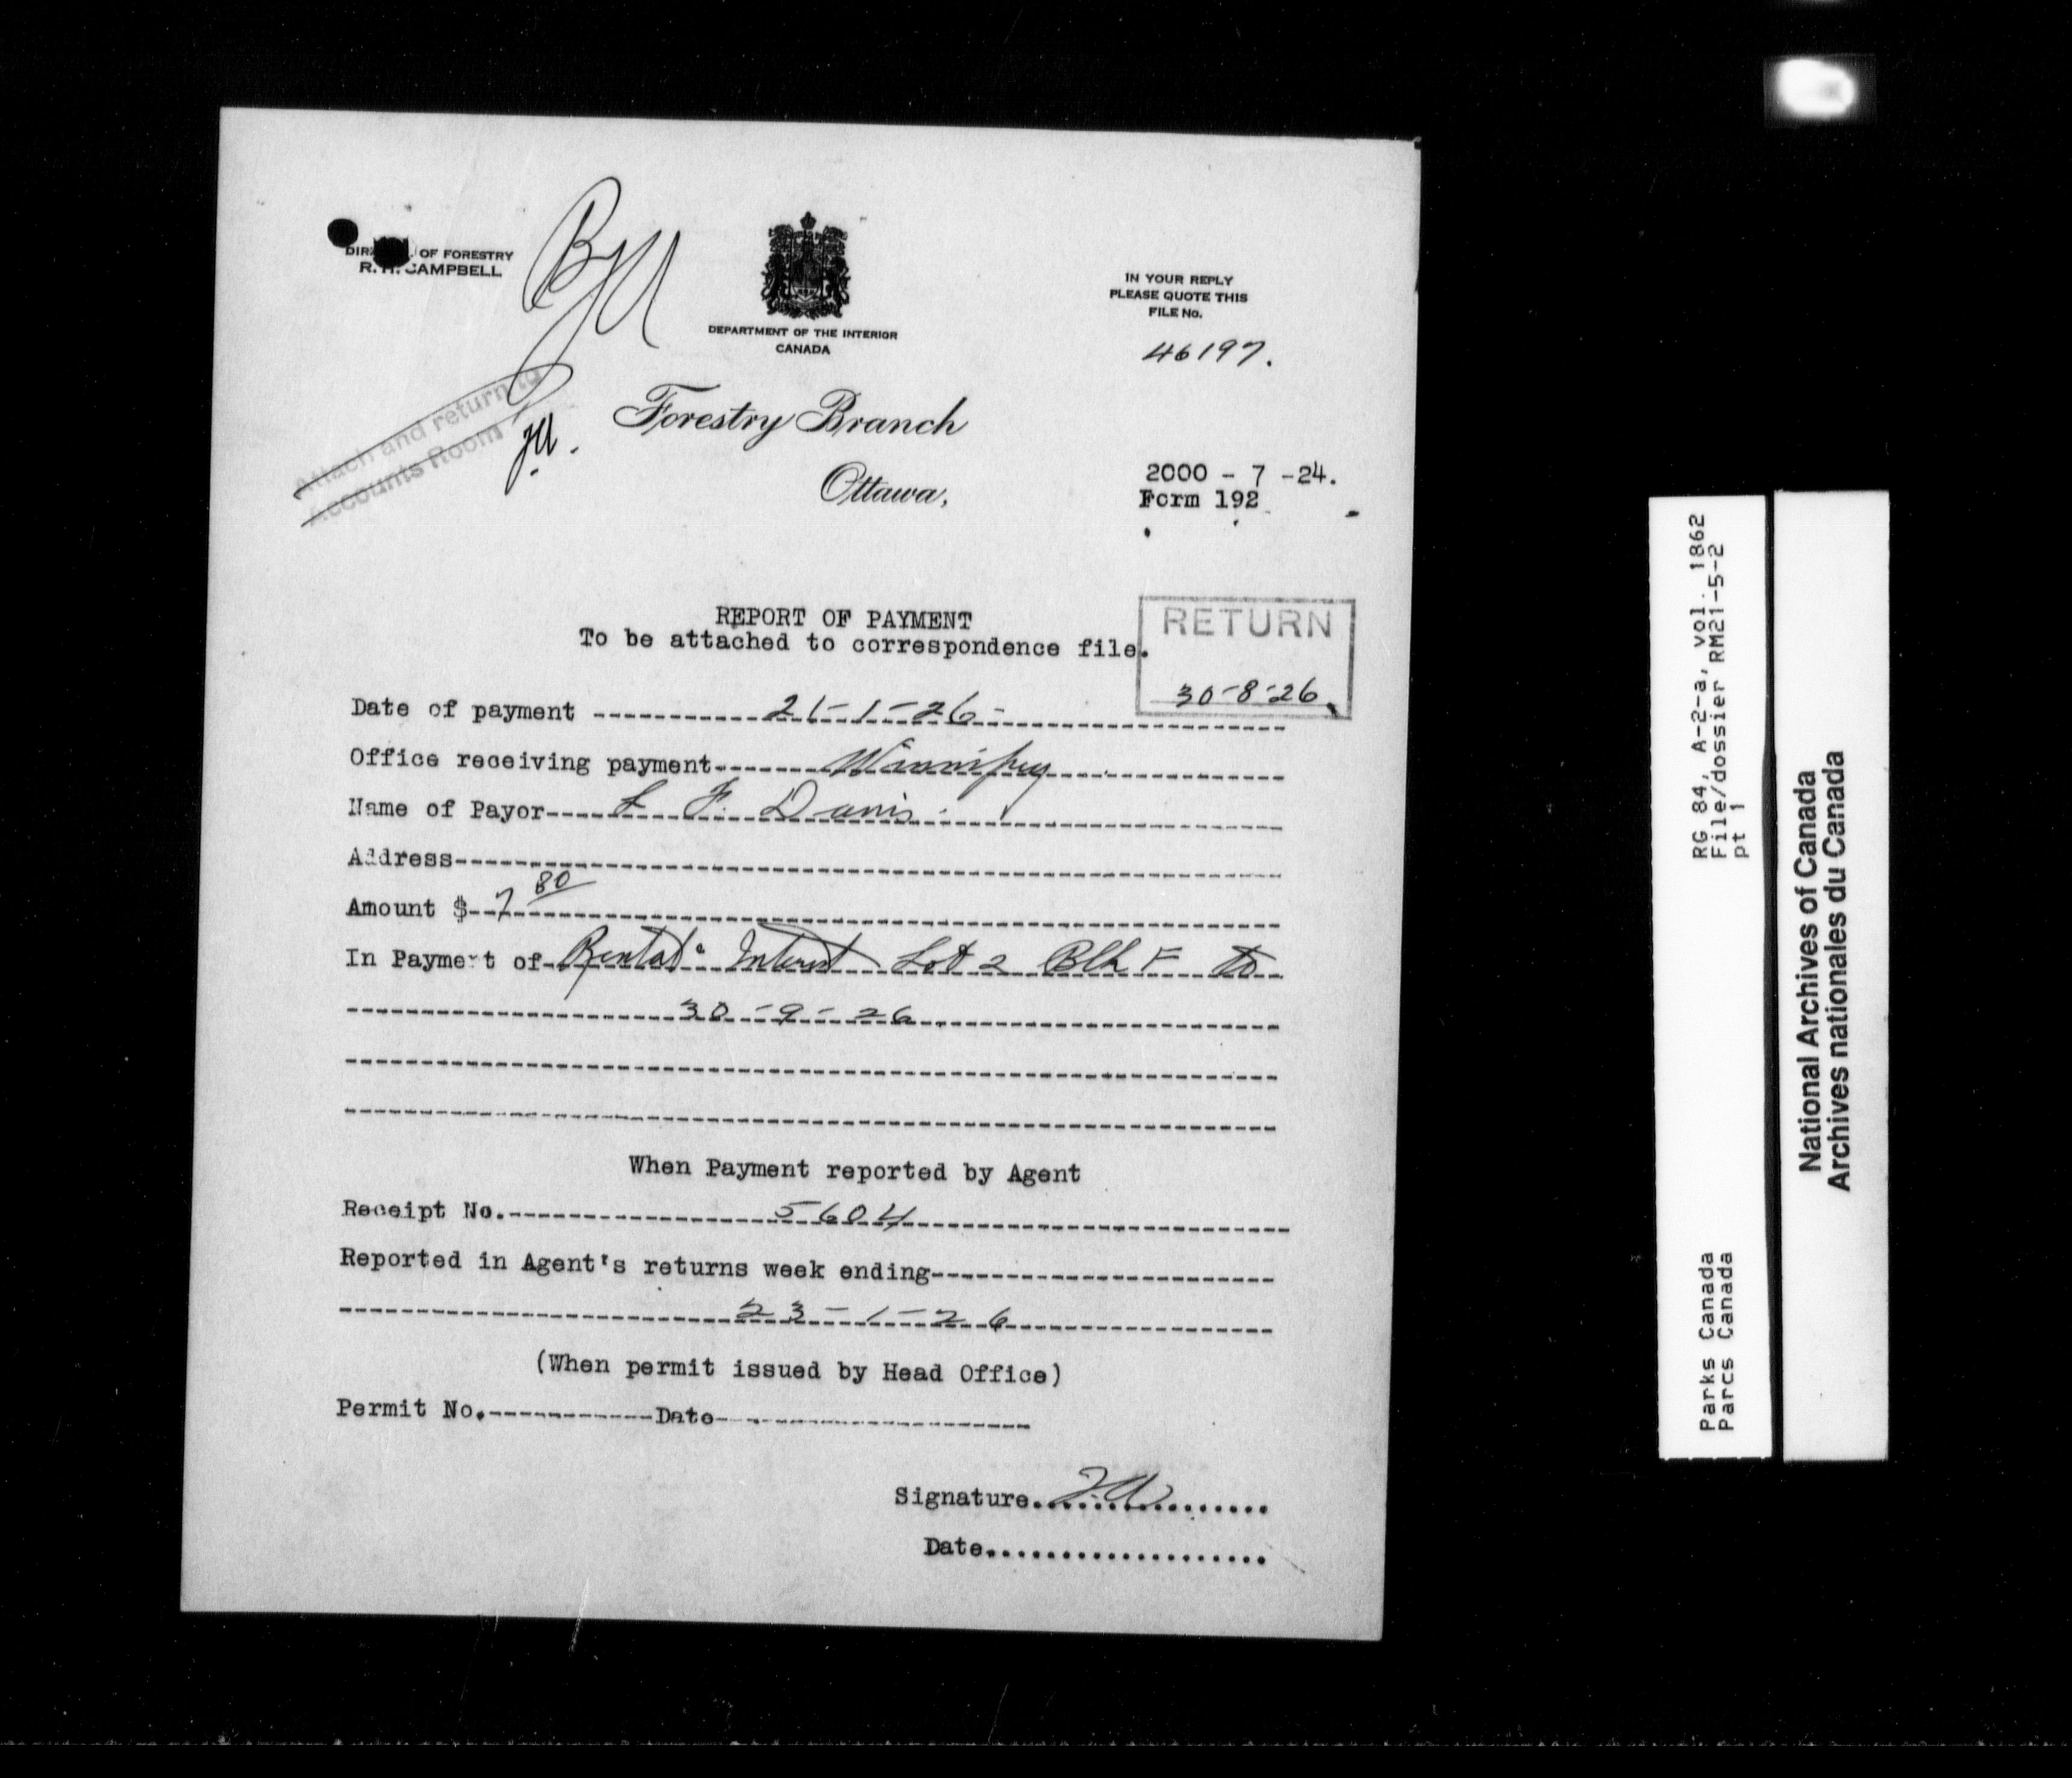 DIRECTOR OF FORESTRY
R. H. CAMPBELL
DEPARTMENT OF THE INTERIOR
CANADA
IN YOUR REPLY
PLEASE QUOTE THIS
FILE No.
46197.
Attach and return to
Accounts Room
Forestry Branch
Ottawa,
2000 - 7 -24.
Form 192
REPORT OF PAYMENT
To be attached to correspondence file.
RETURN
30-8-26
Date of payment 21-1-26-
Office receiving payment Winnipeg
Name of Payor L F. Davis.
Address
Amount $ 7 80
In Payment of Rental & Interest Lot 2 Blk F to
30-9-26
When Payment reported by Agent
Receipt No. 5604
Reported in Agent's returns week ending
23-1-26
(When permit issued by Head Office)
Permit No. Date
Signature
Date
RG 84, A-2-a, vol. 1862
File/dossier RM21-5-2
pt 1
Parks Canada
Parcs Canada
National Archives of Canada
Archives nationales du Canada